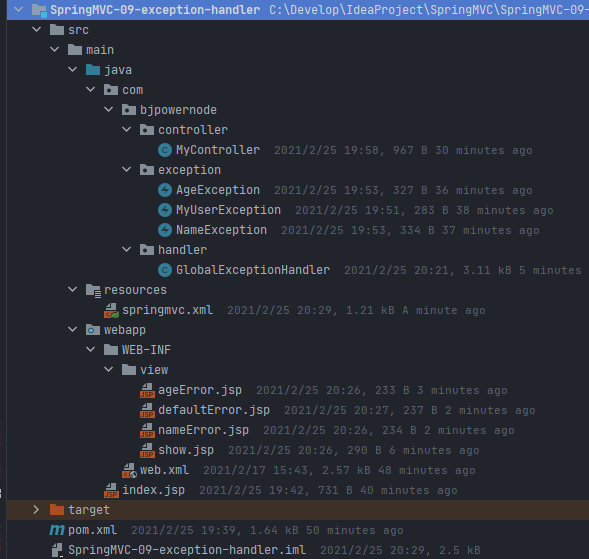 SpringMVC-09-exception-handler C:\Develop\IdeaProject\SpringMVC\SpringMVC-09-
src
main
java
com
bjpowernode
controller
MyController 2021/2/25 19:58, 967 B 30 minutes ago
exception
AgeException 2021/2/25 19:53, 327 B 36 minutes ago
MyUserException 2021/2/25 19:51, 283 B 38 minutes ago
NameException 2021/2/25 19:53, 334 B 37 minutes ago
handler
GlobalExceptionHandler 2021/2/25 20:21, 3.11 kB 5 minutes
resources
springmvc.xml 2021/2/25 20:29, 1.21 kB A minute ago
webapp
WEB-INF
view
ageError.jsp 2021/2/25 20:26, 233 B 3 minutes ago
defaultError.jsp 2021/2/25 20:27, 237 B 2 minutes ago
nameError.jsp 2021/2/25 20:26, 234 B 2 minutes ago
show.jsp 2021/2/25 20:26, 290 B 6 minutes ago
web.xml 2021/2/17 15:43, 2.57 kB 48 minutes ago
index.jsp 2021/2/25 19:42, 731 B 40 minutes ago
target
pom.xml 2021/2/25 19:39, 1.64 kB 50 minutes ago
SpringMVC-09-exception-handler.iml 2021/2/25 20:29, 2.5 kB